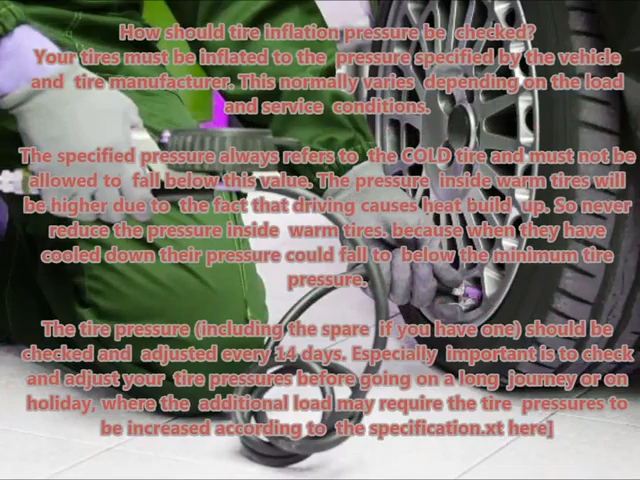 How should tire inflation pressure be checked?
Your tires must be inflated to the pressure specified by the vehicle
and tire manufacturer. This normally varies depending on the load
and service conditions.
The specified pressure always refers to the COLD tire and must not be
allowed to fall below this value. The pressure inside warm tires will
be higher due to the fact that driving causes heat build up. So never
reduce the pressure inside warm tires. because when they have
cooled down their pressure could fall to below the minimum tire
pressure.
The tire pressure (including the spare if you have one) should be
checked and adjusted every 14 days. Especially important is to check
and adjust your tire pressures before going on a long journey or on
holiday, where the additional load may require the tire pressures to
be increased according to the specification.xt here]